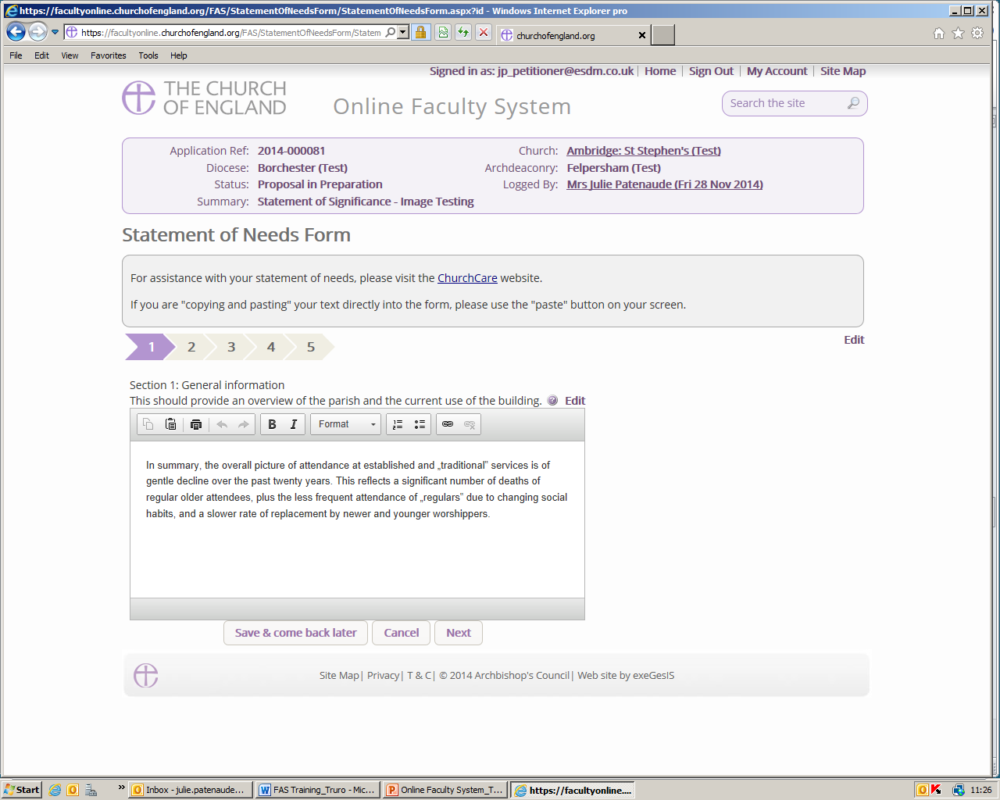 https://facultyonline.churchofengland.org/FAS/StatementOfNeedsForm/StatementOfNeedsForm.aspx?id - Windows Internet Explorer pro
https://facultyonline.churchofengland.org/FAS/StatementOfNeedsForm/Statem
churchofengland.org
File Edit View Favorites Tools Help
Signed in as: jp_petitioner@esdm.co.uk | Home | Sign Out | My Account | Site Map
THE CHURCH
OF ENGLAND
Online Faculty System
Search the site
Application Ref: 2014-000081 Church: Ambridge: St Stephen's (Test)
Diocese: Borchester (Test) Archdeaconry: Felpersham (Test)
Status: Proposal in Preparation Logged By: Mrs Julie Patenaude (Fri 28 Nov 2014)
Summary: Statement of Significance - Image Testing
Statement of Needs Form
For assistance with your statement of needs, please visit the ChurchCare website.
If you are "copying and pasting" your text directly into the form, please use the "paste" button on your screen.
1 2 3 4 5 Edit
Section 1: General information
This should provide an overview of the parish and the current use of the building. ? Edit
B I Format
In summary, the overall picture of attendance at established and „traditional‟ services is of
gentle decline over the past twenty years. This reflects a significant number of deaths of
regular older attendees, plus the less frequent attendance of „regulars‟ due to changing social
habits, and a slower rate of replacement by newer and younger worshippers.
Save & come back later Cancel Next
Site Map| Privacy| T & C| © 2014 Archbishop's Council| Web site by exeGesIS
Start Inbox - julie.patenaude... FAS Training_Truro - Mic... Online Faculty System_T... https://facultyonline.... 11:26